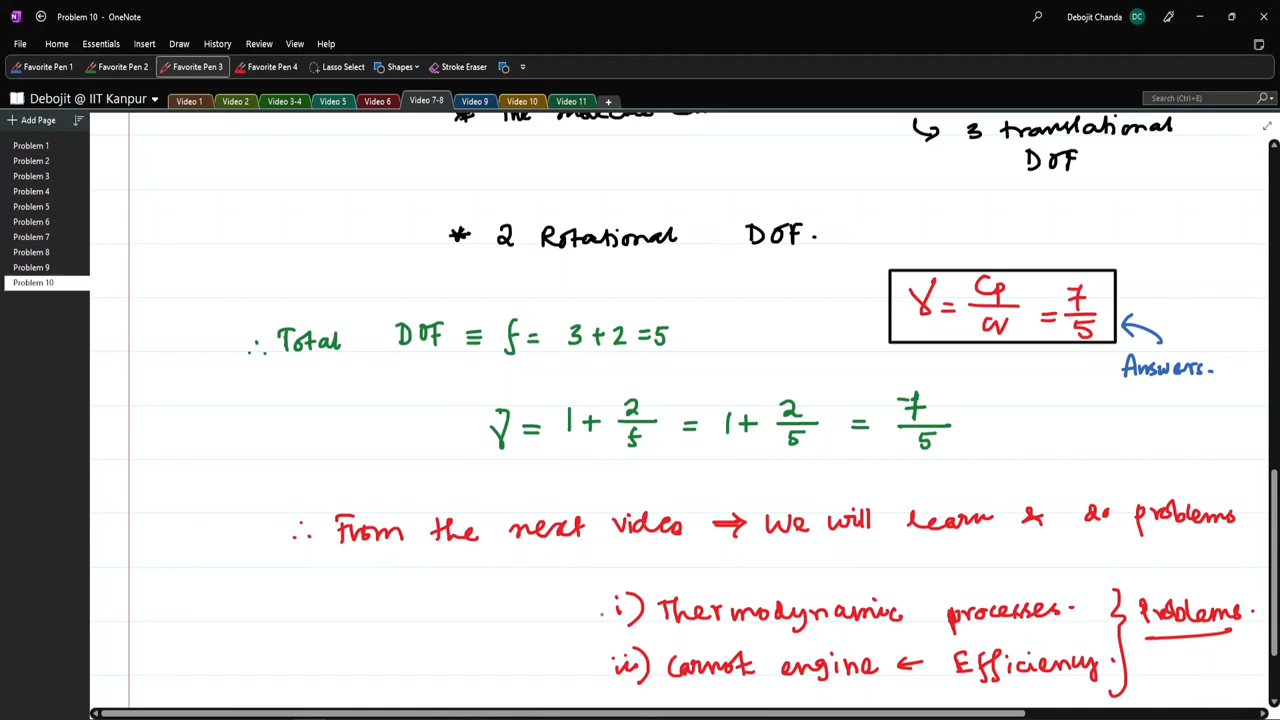 Problem 10 - OneNote
Debojit Chanda DC
File Home Essentials Insert Draw History Review View Help
Favorite Pen 1 Favorite Pen 2 Favorite Pen 3 Favorite Pen 4 Lasso Select Shapes Stroke Eraser
Debojit @ IIT Kanpur Video 1 Video 2 Video 3-4 Video 5 Video 6 Video 7-8 Video 9 Video 10 Video 11 + Search (Ctrl+E)
+ Add Page
Problem 1
Problem 2
Problem 3
Problem 4
Problem 5
Problem 6
Problem 7
Problem 8
Problem 9
Problem 10
* The
↳ 3 translational
DOF
* 2 Rotational DOF.
γ = Cp/Cv = 7/5
Answers.
∴ Total DOF ≡ f = 3+2=5
γ = 1 + 2/f = 1 + 2/5 = 7/5
∴ From the next video → We will learn & do problems
i) Thermodynamic processes. } Problems.
ii) Carnot engine ← Efficiency.